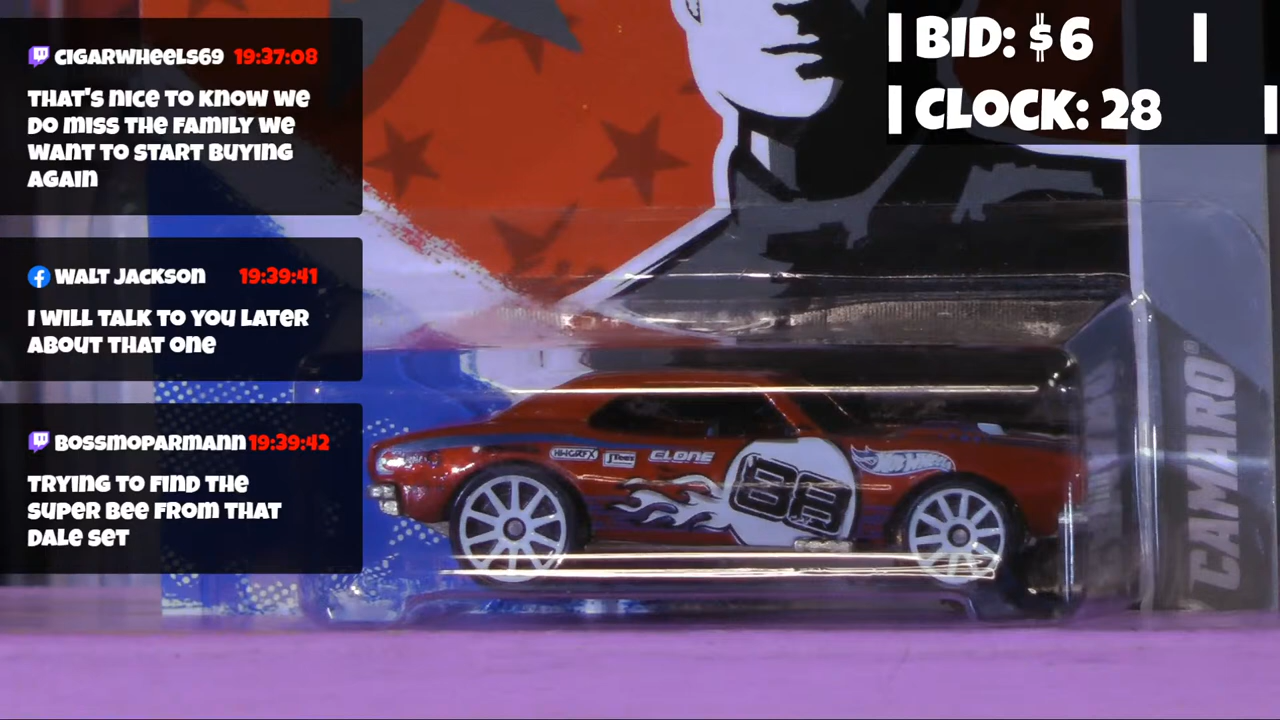 CIGARWHEELS69 19:37:08
THAT'S NICE TO KNOW WE
DO MISS THE FAMILY WE
WANT TO START BUYING
AGAIN
WALT JACKSON 19:39:41
I WILL TALK TO YOU LATER
ABOUT THAT ONE
BOSSMOPARMANN 19:39:42
TRYING TO FIND THE
SUPER BEE FROM THAT
DALE SET
| BID: $6 |
| CLOCK: 28 |
HWGRFX
CLONE
88
Hot Wheels
CAMARO®